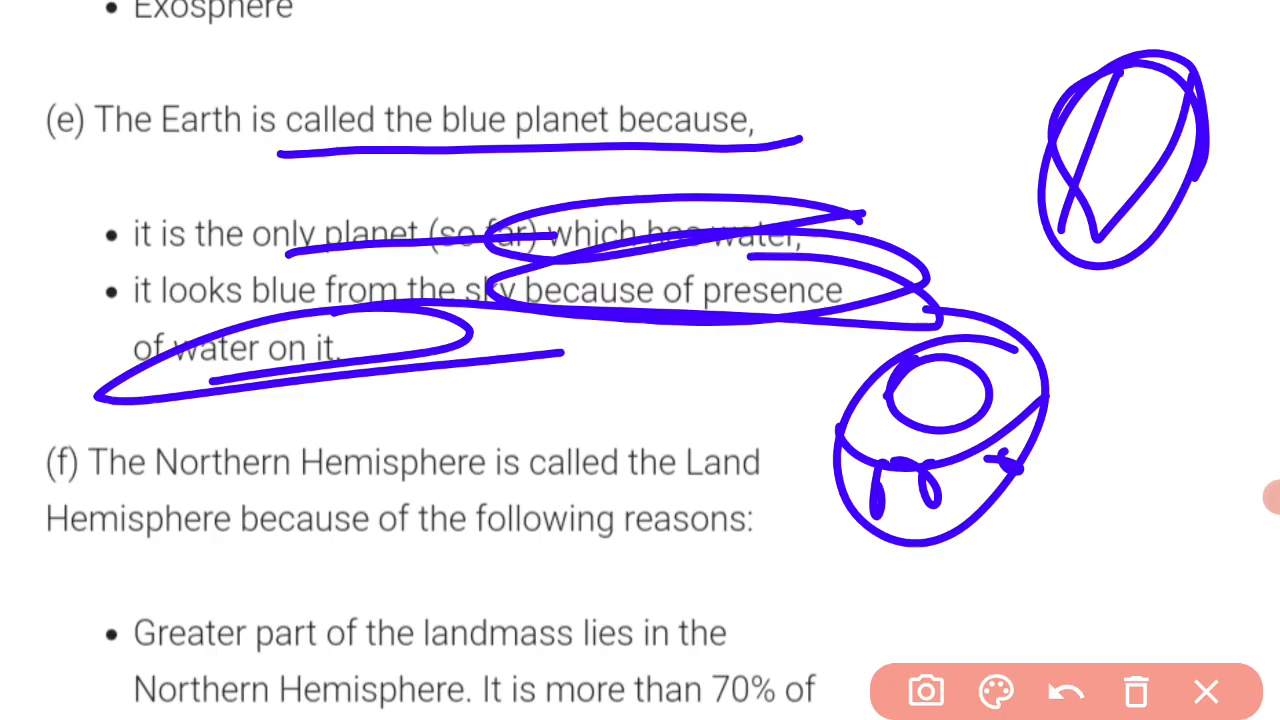 • Exosphere
(e) The Earth is called the blue planet because,
• it is the only planet (so far) which has water,
• it looks blue from the sky because of presence
of water on it.
(f) The Northern Hemisphere is called the Land
Hemisphere because of the following reasons:
• Greater part of the landmass lies in the
Northern Hemisphere. It is more than 70% of